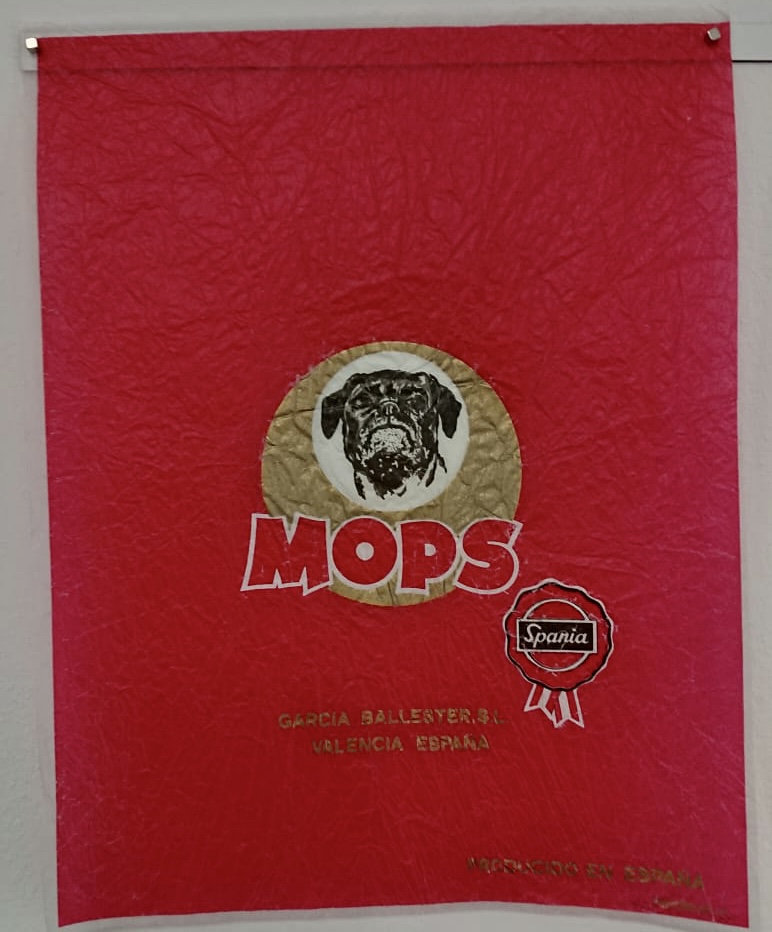 MOPS
Spania
GARCIA BALLESTER, S.L.
VALENCIA ESPAÑA
PRODUCIDO EN ESPAÑA